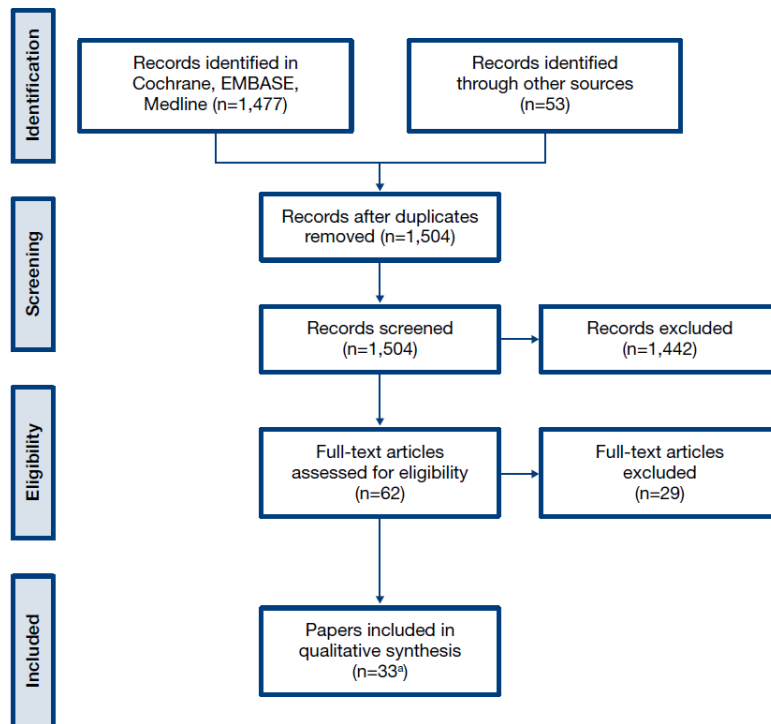 Identification
Records identified in
Cochrane, EMBASE,
Medline (n=1,477)
Records identified
through other sources
(n=53)
Screening
Records after duplicates
removed (n=1,504)
Records screened
(n=1,504)
Records excluded
(n=1,442)
Eligibility
Full-text articles
assessed for eligibility
(n=62)
Full-text articles
excluded
(n=29)
Included
Papers included in
qualitative synthesis
(n=33ª)